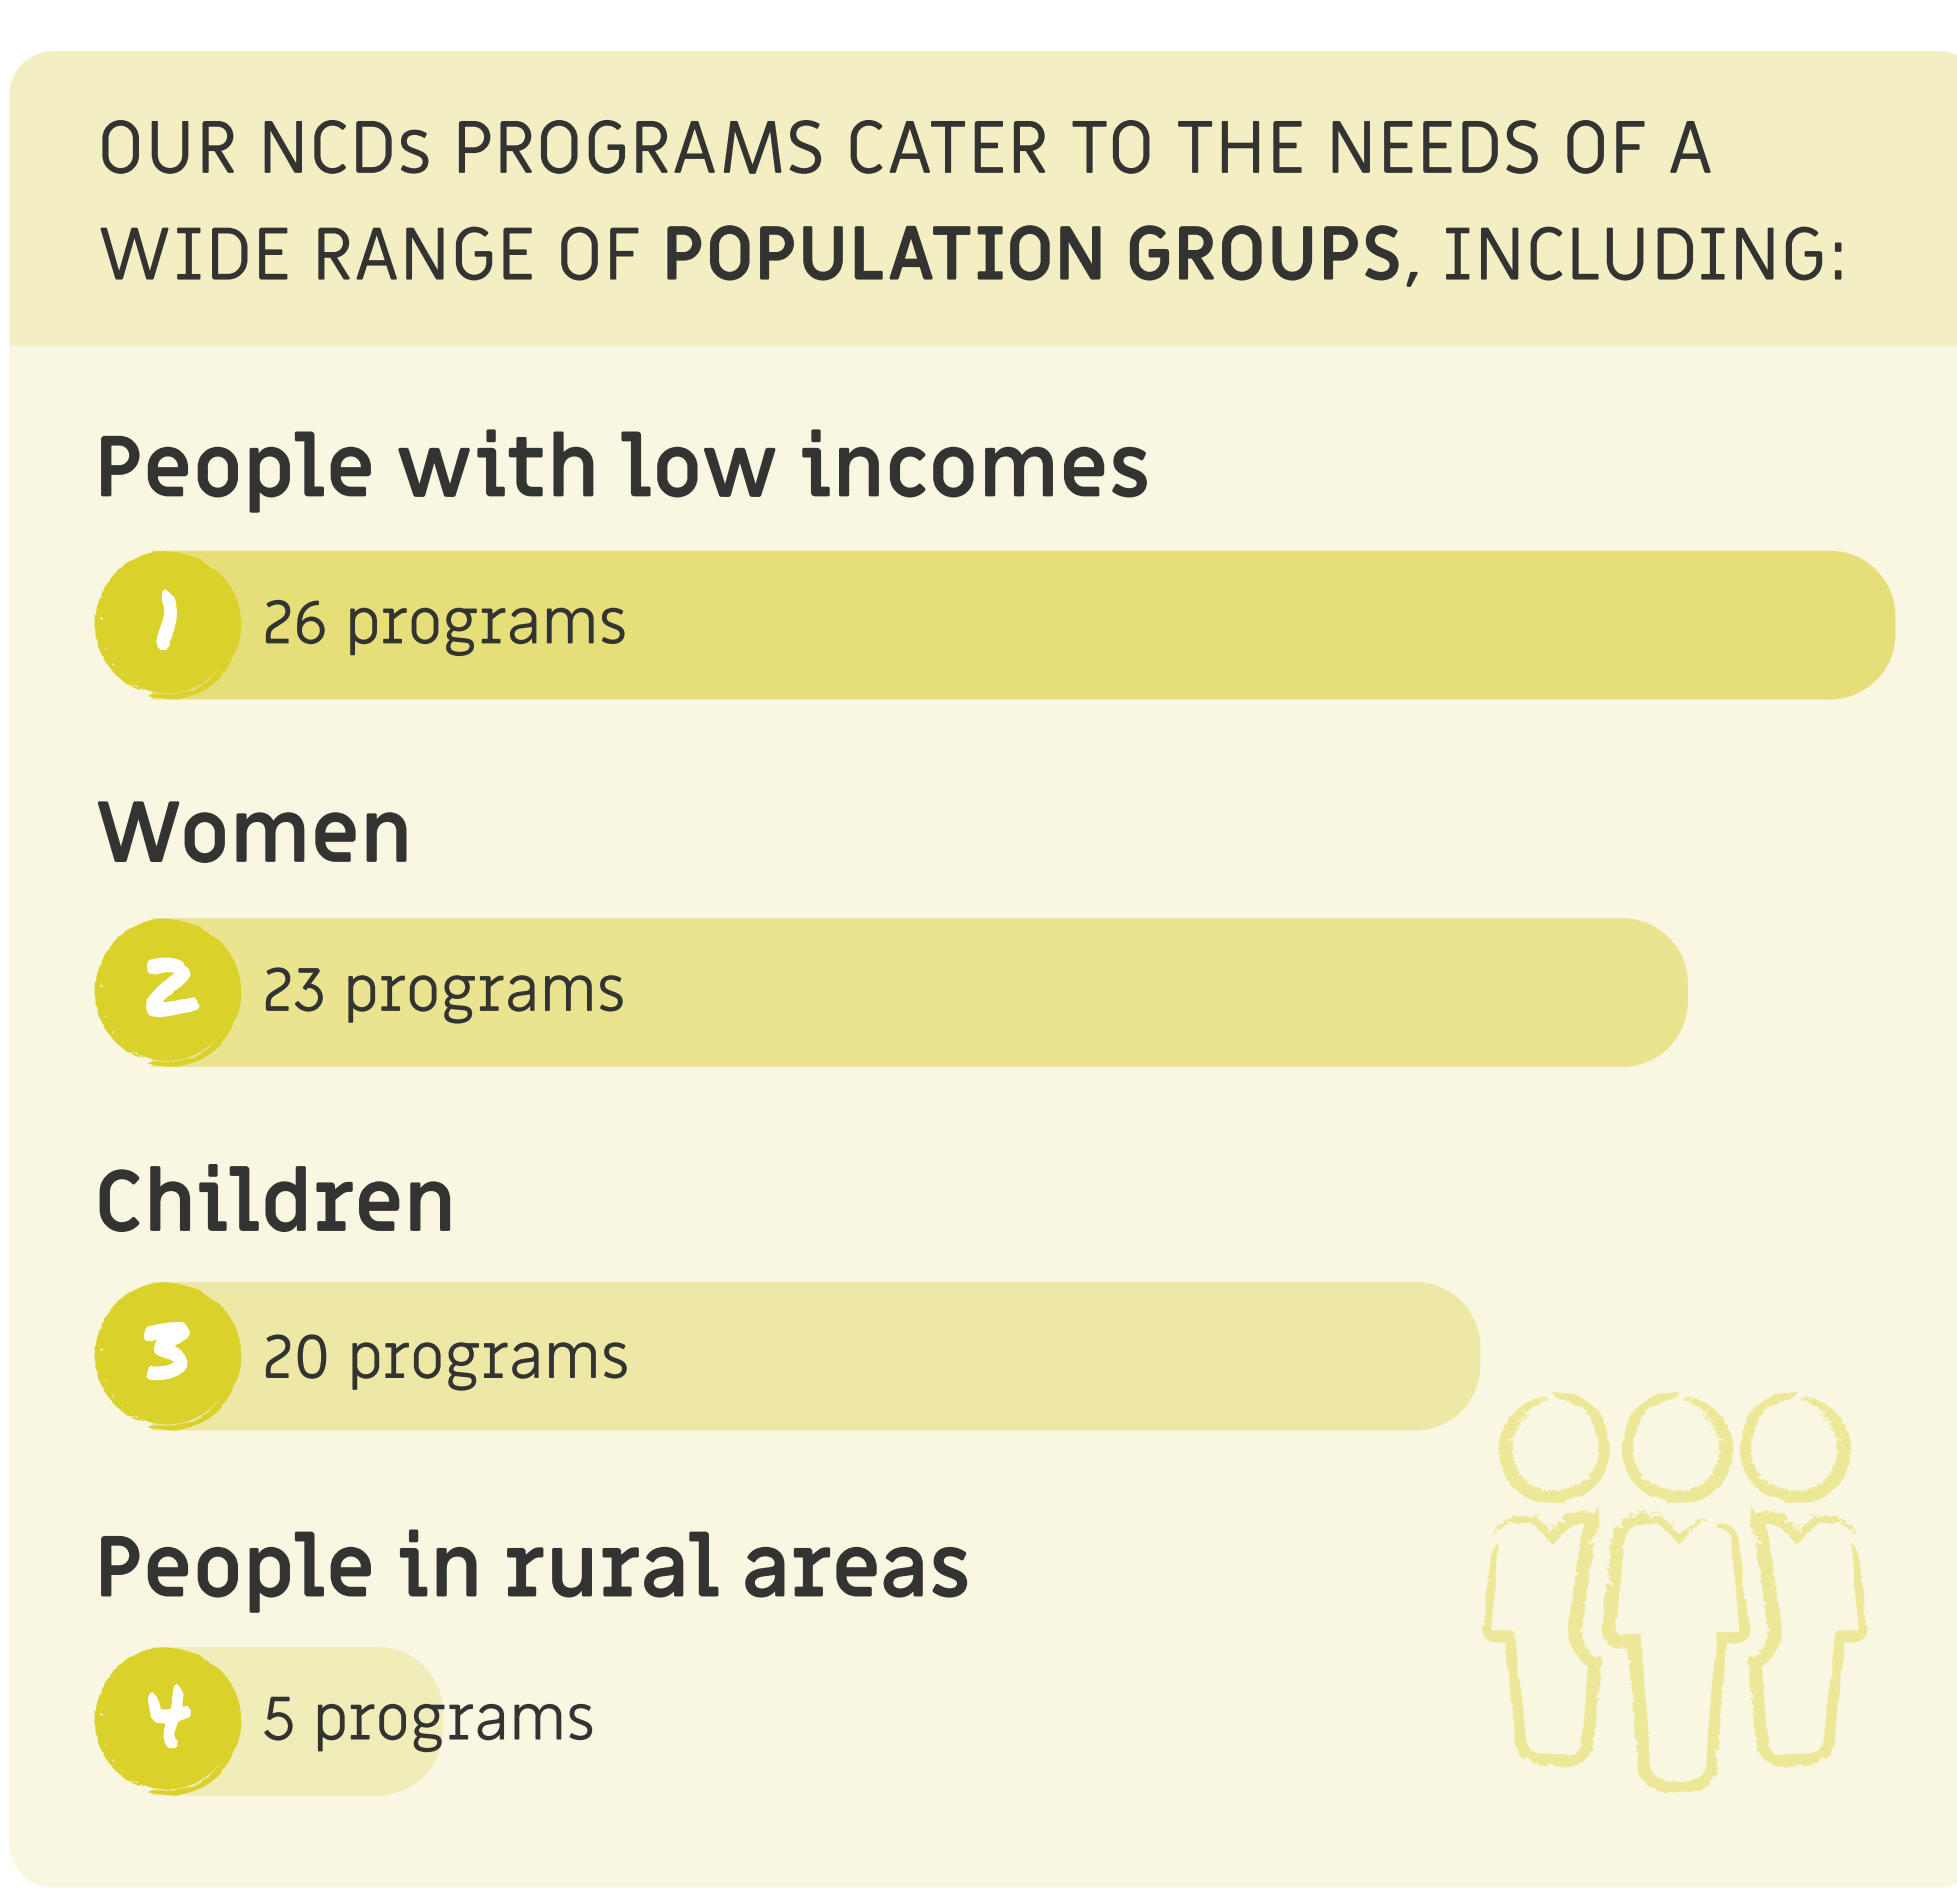 OUR NCDs PROGRAMS CATER TO THE NEEDS OF A
WIDE RANGE OF POPULATION GROUPS, INCLUDING:
People with low incomes
1 26 programs
Women
2 23 programs
Children
3 20 programs
People in rural areas
4 5 programs